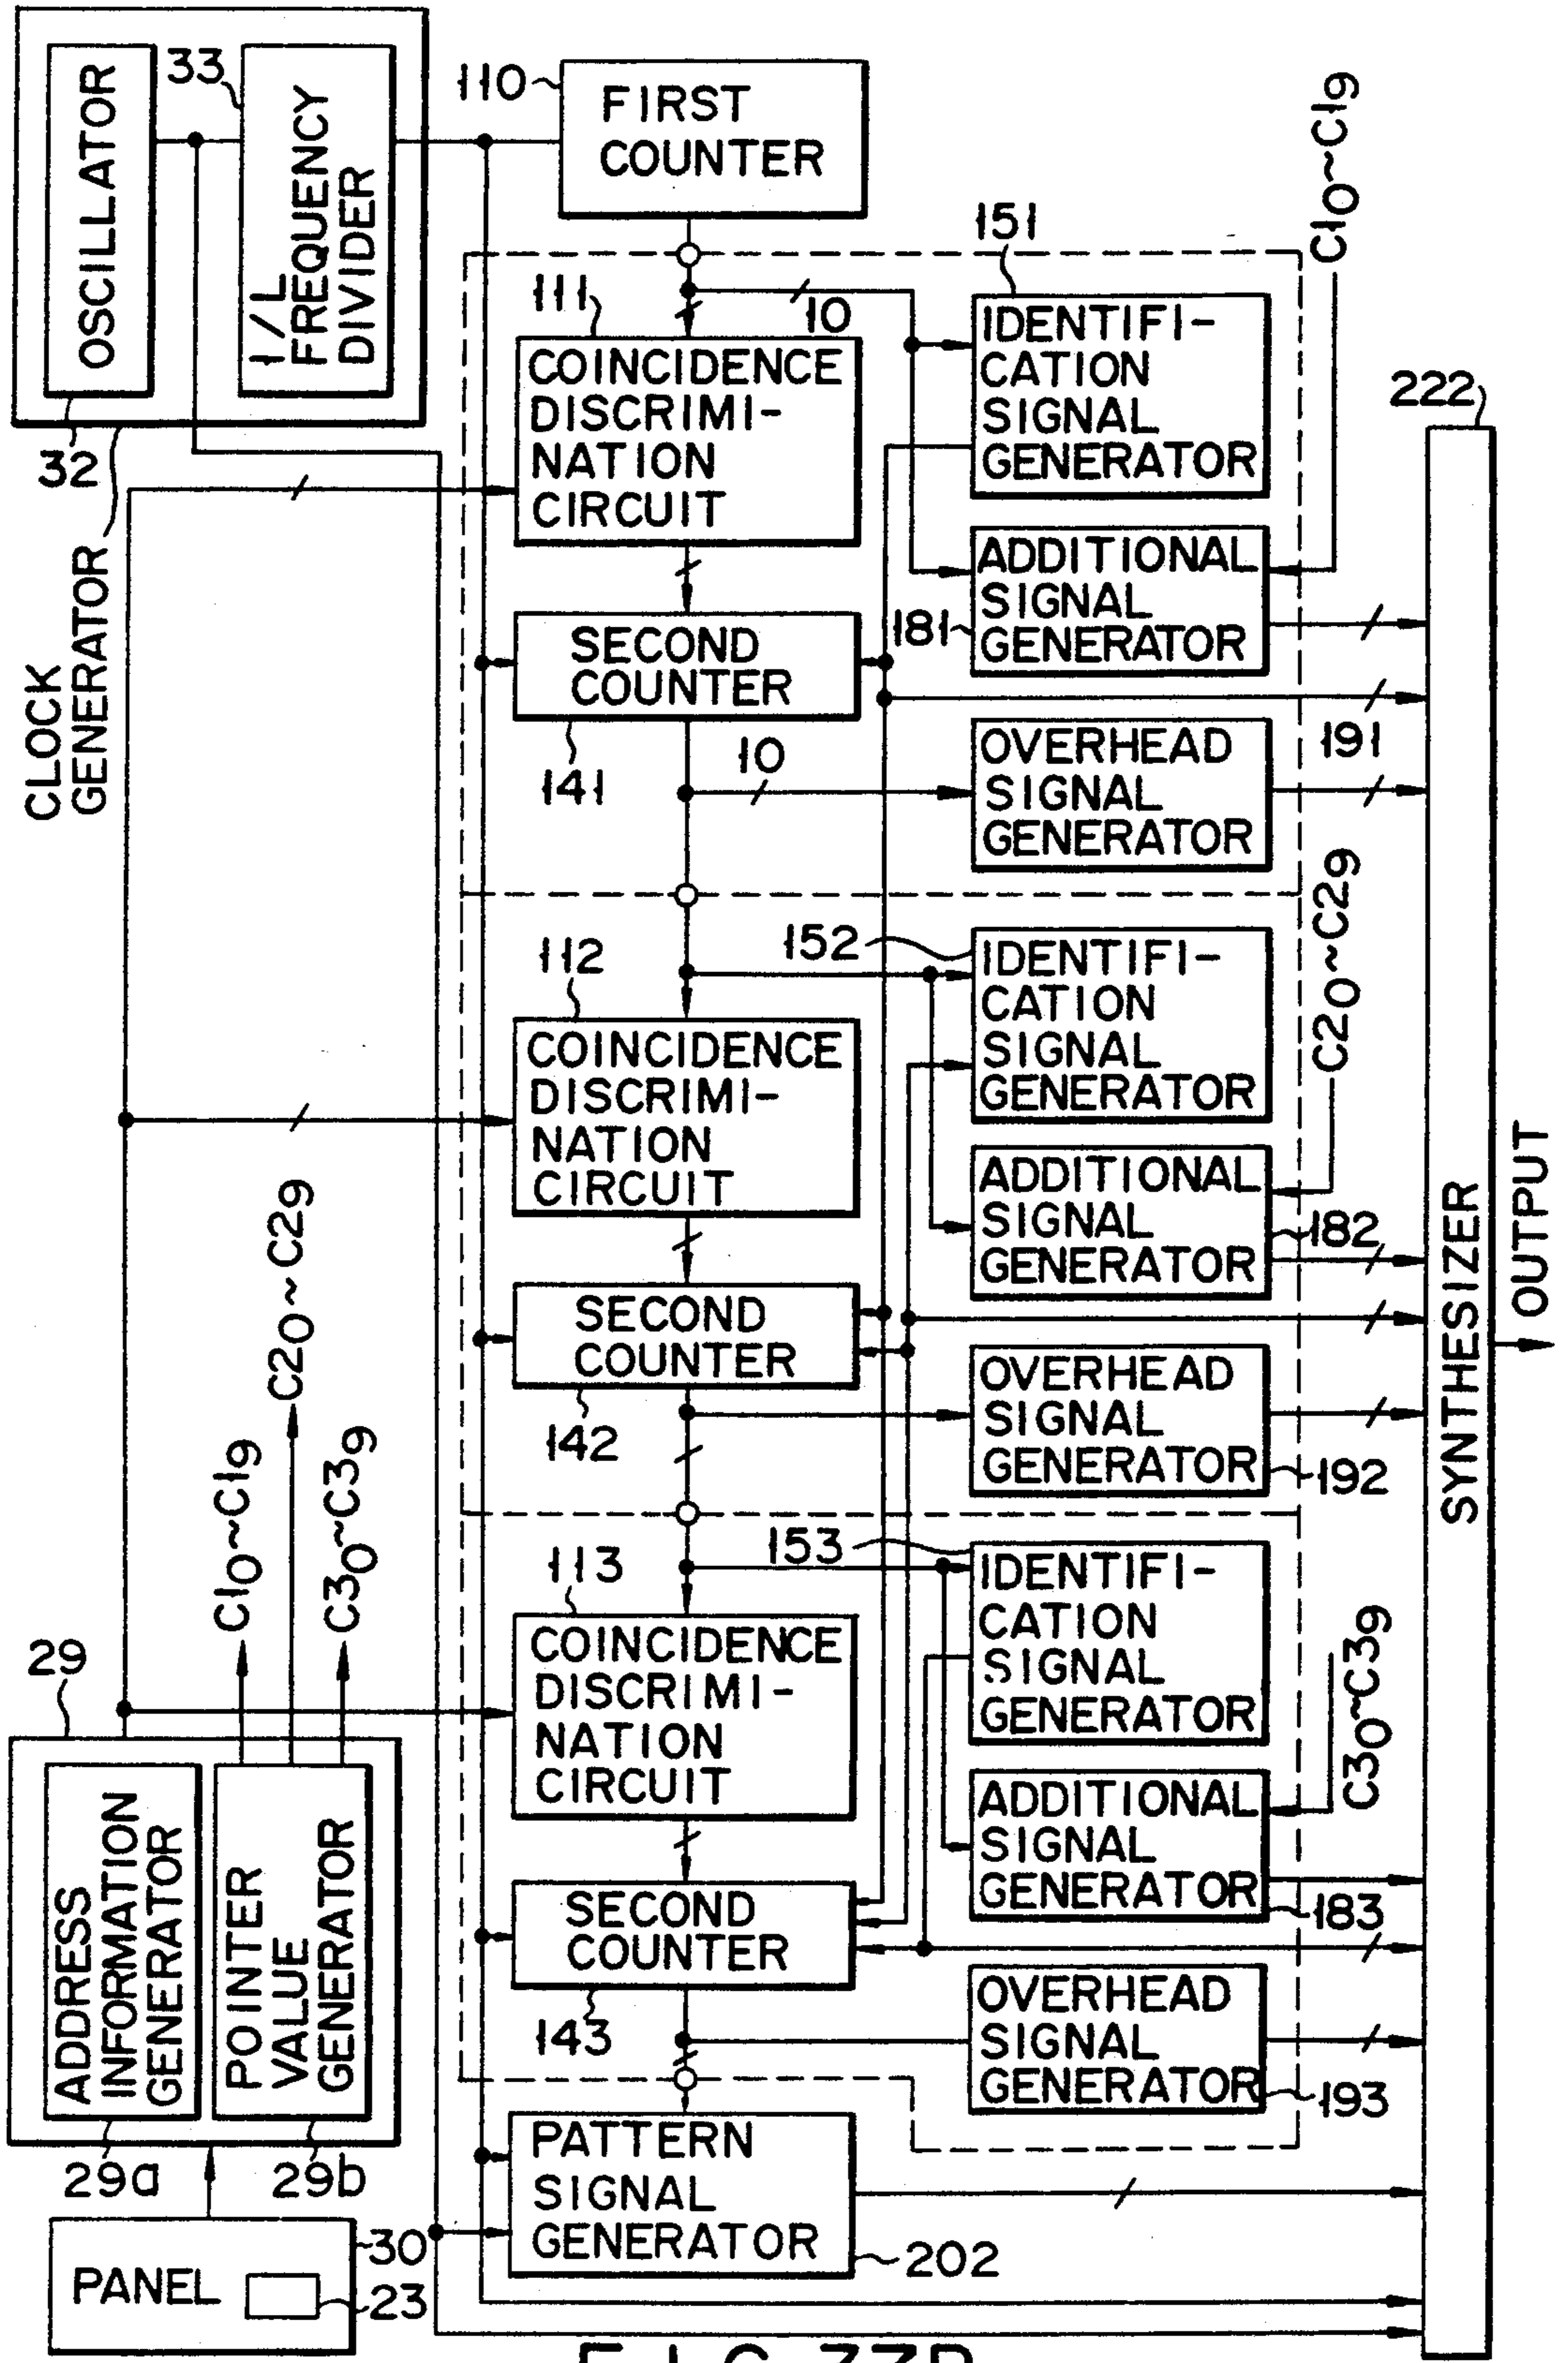 OSCILLATOR
32
33
1/L
FREQUENCY
DIVIDER
CLOCK
GENERATOR
110
FIRST
COUNTER
10
111
COINCIDENCE
DISCRIMI-
NATION
CIRCUIT
151
IDENTIFI-
CATION
SIGNAL
GENERATOR
C10~C19
181
ADDITIONAL
SIGNAL
GENERATOR
SECOND
COUNTER
141
10
191
OVERHEAD
SIGNAL
GENERATOR
222
SYNTHESIZER
OUTPUT
112
COINCIDENCE
DISCRIMI-
NATION
CIRCUIT
152
IDENTIFI-
CATION
SIGNAL
GENERATOR
C20~C29
ADDITIONAL
SIGNAL
GENERATOR
182
SECOND
COUNTER
142
OVERHEAD
SIGNAL
GENERATOR
192
113
COINCIDENCE
DISCRIMI-
NATION
CIRCUIT
153
IDENTIFI-
CATION
SIGNAL
GENERATOR
C30~C39
ADDITIONAL
SIGNAL
GENERATOR
183
SECOND
COUNTER
143
OVERHEAD
SIGNAL
GENERATOR
193
PATTERN
SIGNAL
GENERATOR
202
C10~C19
C20~C29
C30~C39
29
ADDRESS
INFORMATION
GENERATOR
29a
POINTER
VALUE
GENERATOR
29b
PANEL
30
23